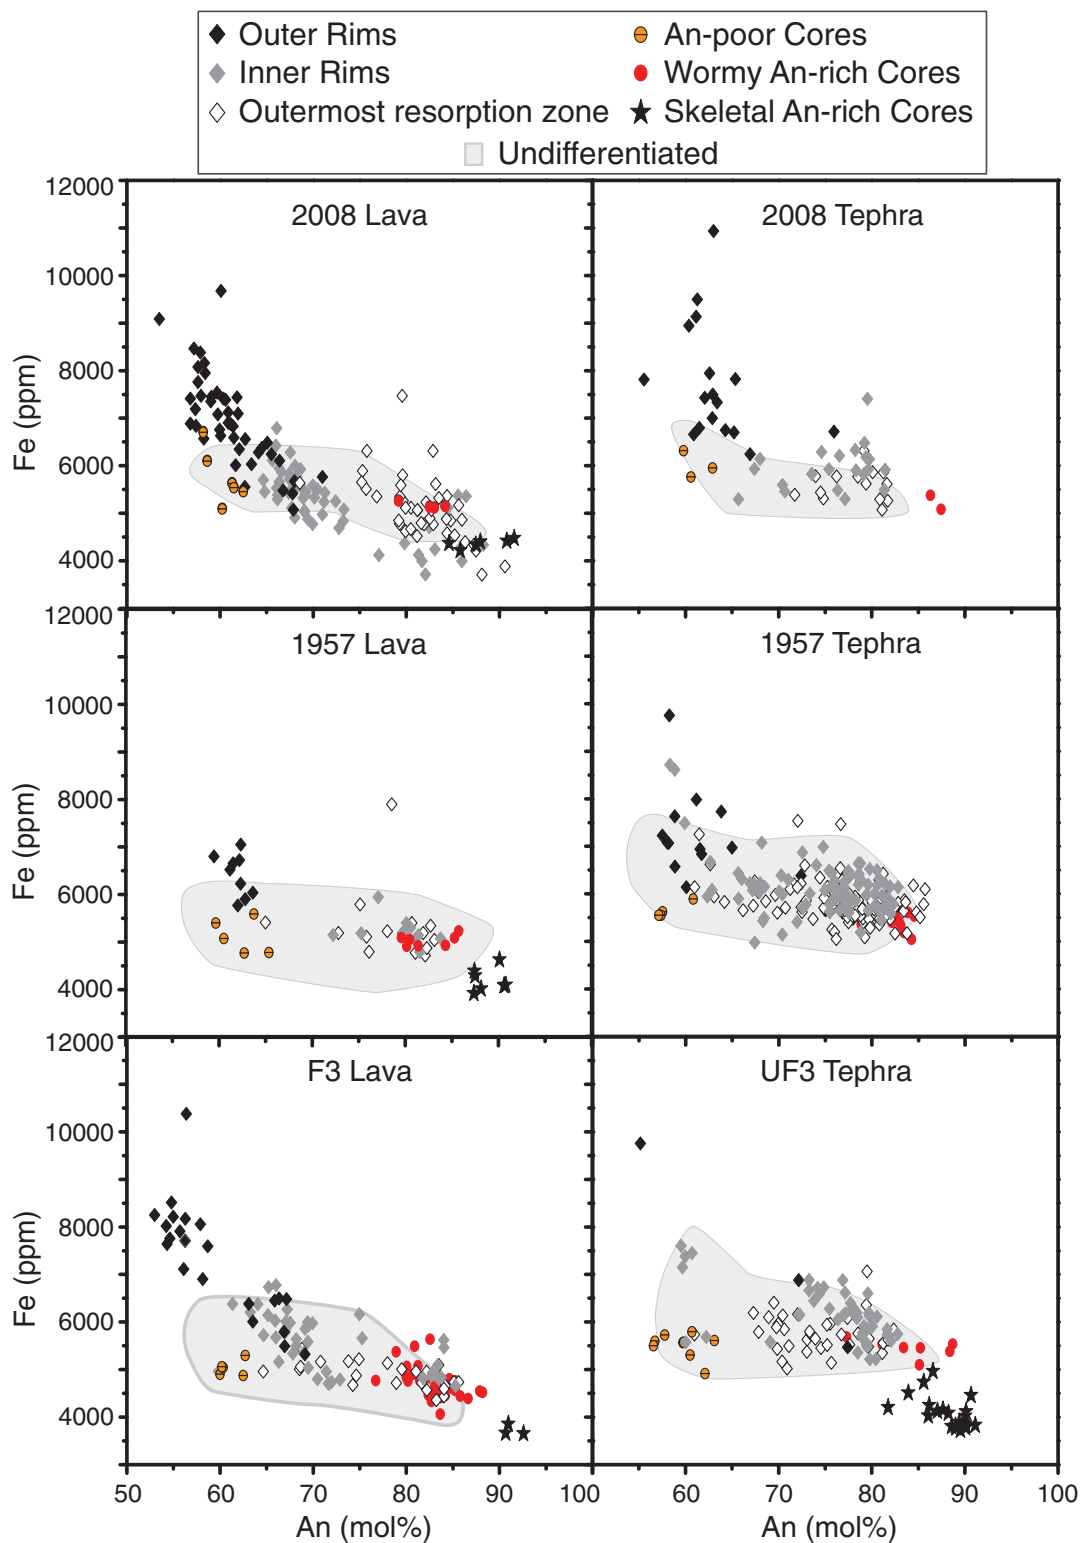 Outer Rims
An-poor Cores
Inner Rims
Wormy An-rich Cores
Outermost resorption zone
Skeletal An-rich Cores
Undifferentiated
12000
10000
8000
6000
4000
Fe (ppm)
2008 Lava
2008 Tephra
12000
10000
8000
6000
4000
Fe (ppm)
1957 Lava
1957 Tephra
12000
10000
8000
6000
4000
Fe (ppm)
F3 Lava
UF3 Tephra
50 60 70 80 90 100
60 70 80 90 100
An (mol%)
An (mol%)